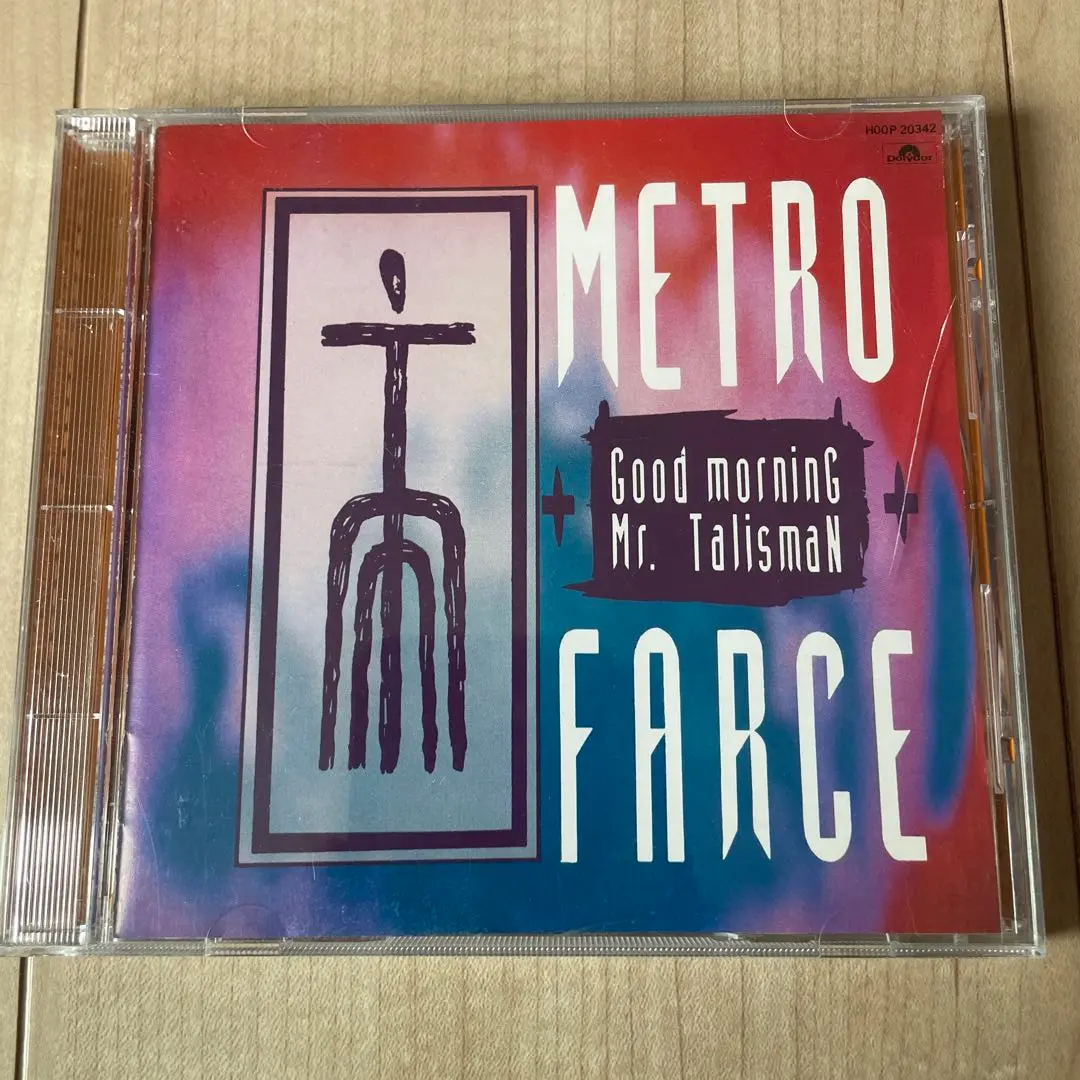 H00P 20342
Polydor
METRO
Good morninG
Mr. TalismaN
FARCE